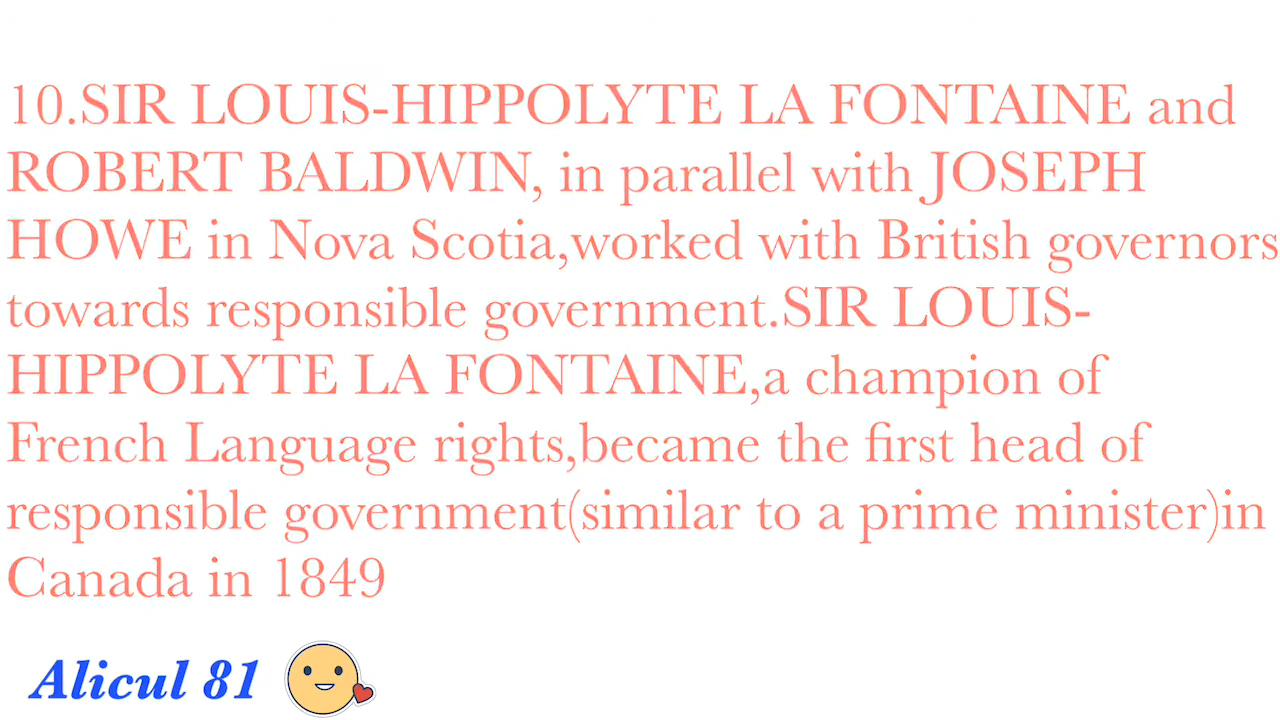 10.SIR LOUIS-HIPPOLYTE LA FONTAINE and
ROBERT BALDWIN, in parallel with JOSEPH
HOWE in Nova Scotia,worked with British governors
towards responsible government.SIR LOUIS-
HIPPOLYTE LA FONTAINE,a champion of
French Language rights,became the first head of
responsible government(similar to a prime minister)in
Canada in 1849
Alicul 81